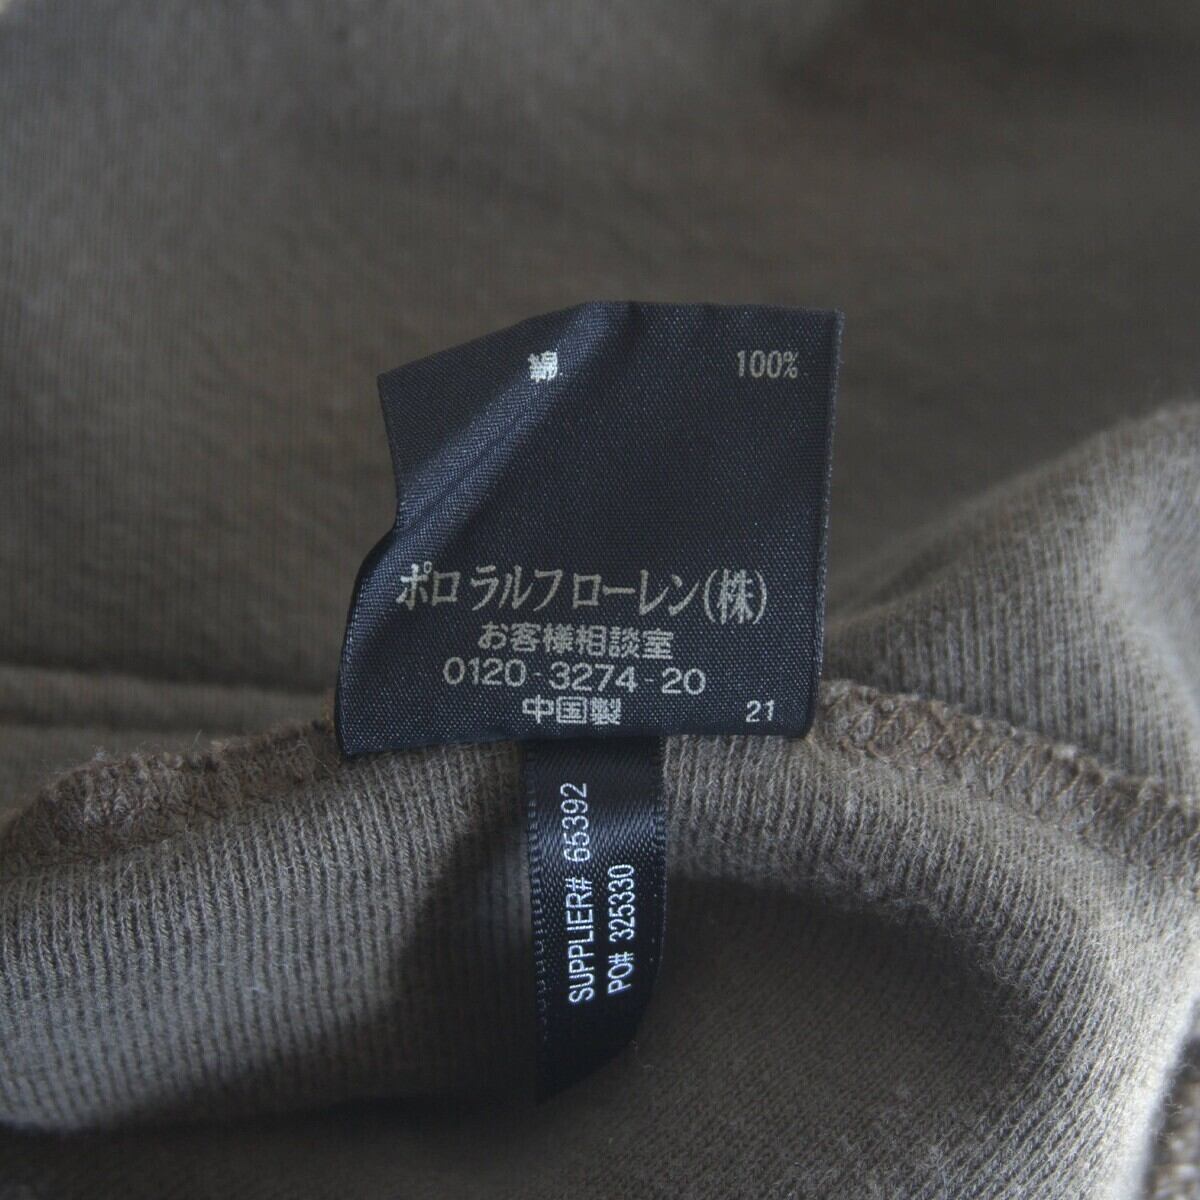 綿 100%
ポロ ラルフ ローレン(株)
お客様相談室
0120-3274-20
中国製 21
SUPPLIER# 65392
PO# 325330